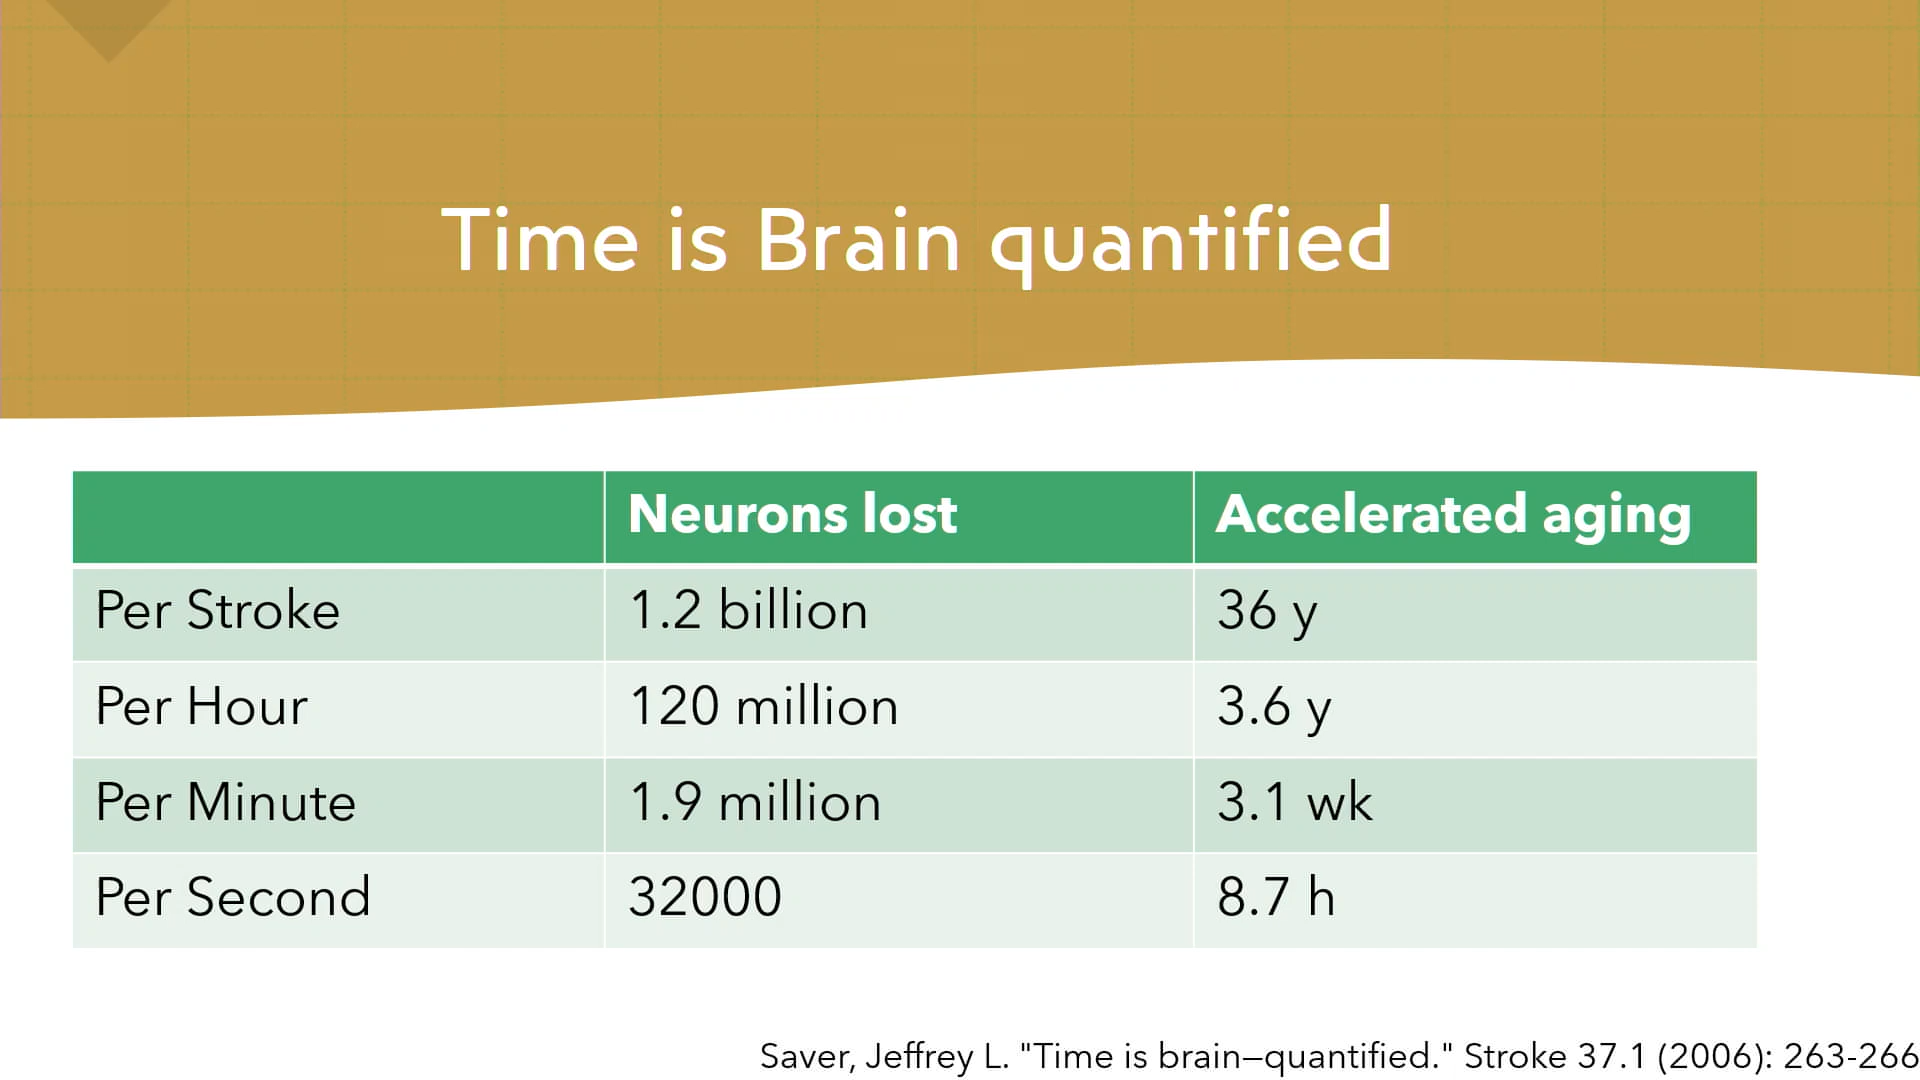 Time is Brain quantified
Neurons lost Accelerated aging
Per Stroke 1.2 billion 36 y
Per Hour 120 million 3.6 y
Per Minute 1.9 million 3.1 wk
Per Second 32000 8.7 h
Saver, Jeffrey L. "Time is brain—quantified." Stroke 37.1 (2006): 263-266